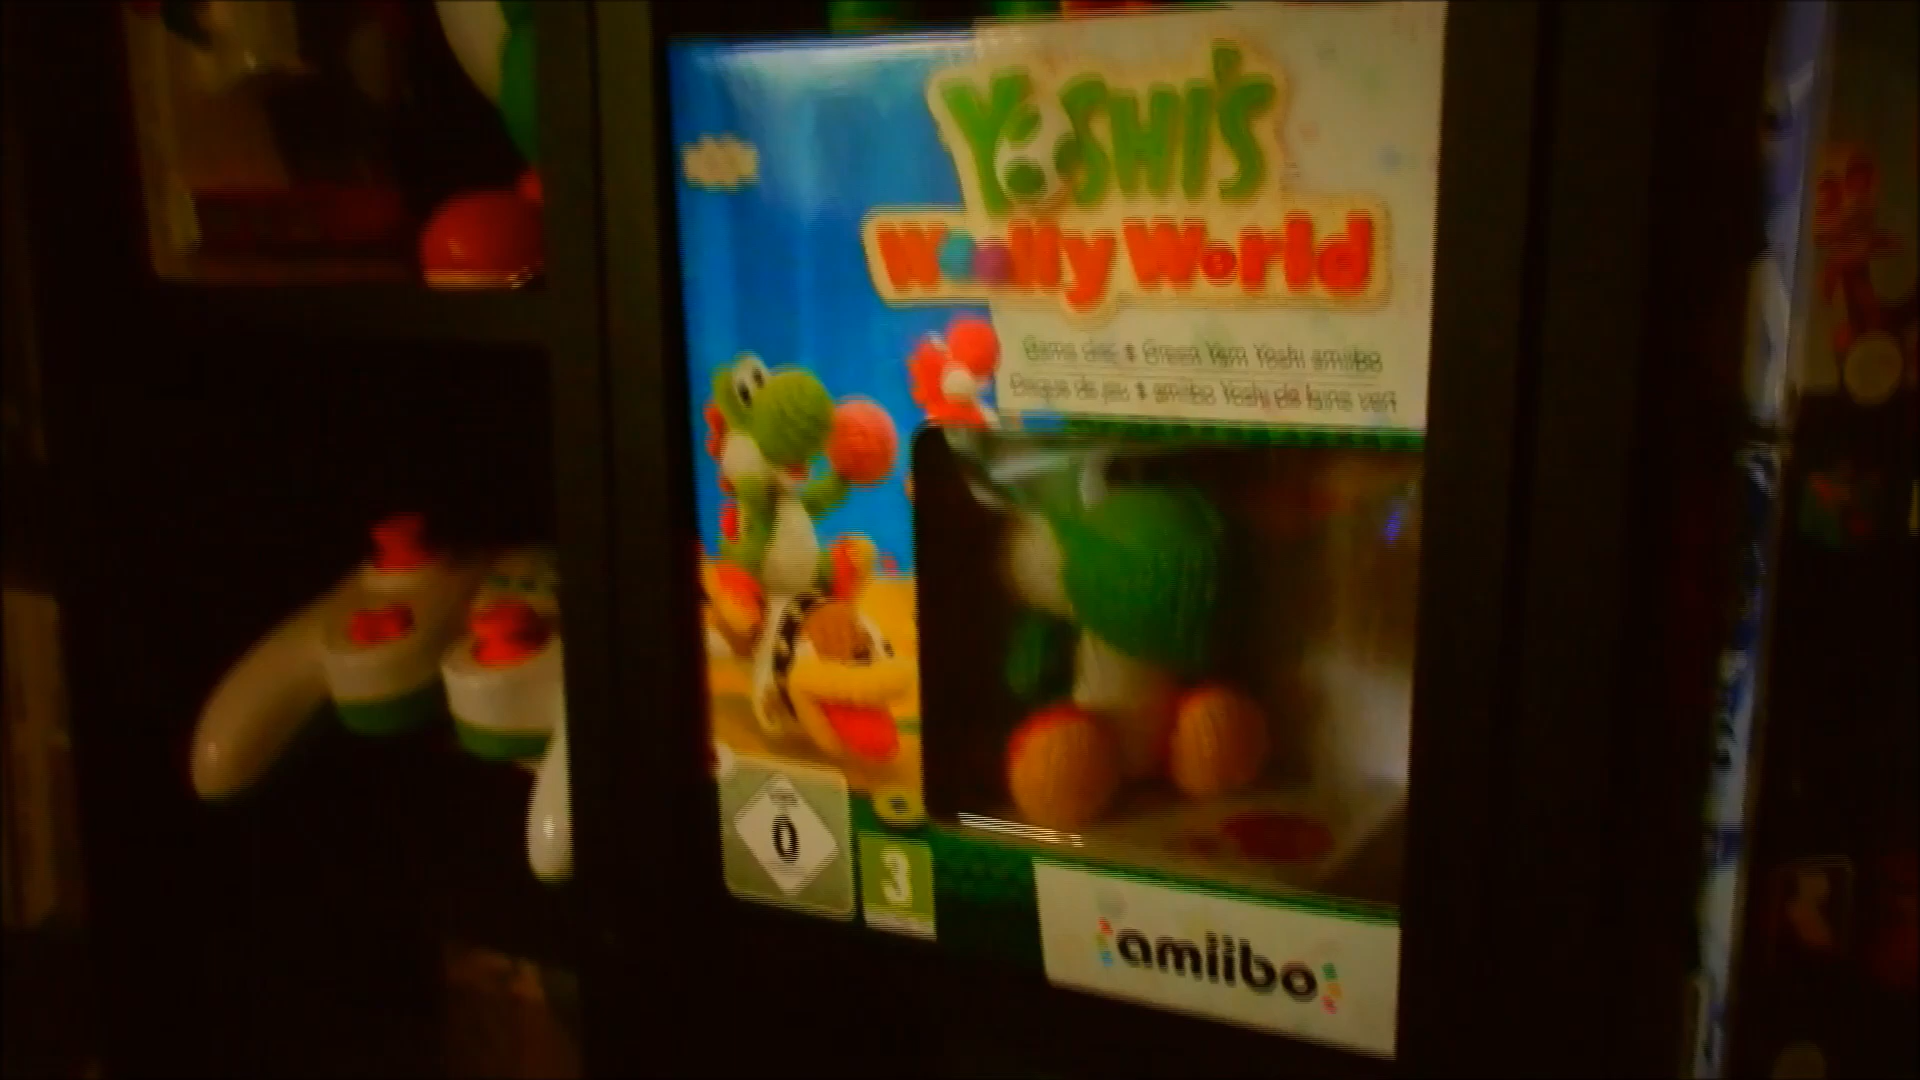 YOSHI'S
Woolly World
Game disc + Green Yarn Yoshi amiibo
Disque de jeu + amiibo Yoshi de laine vert
0
3
amiibo